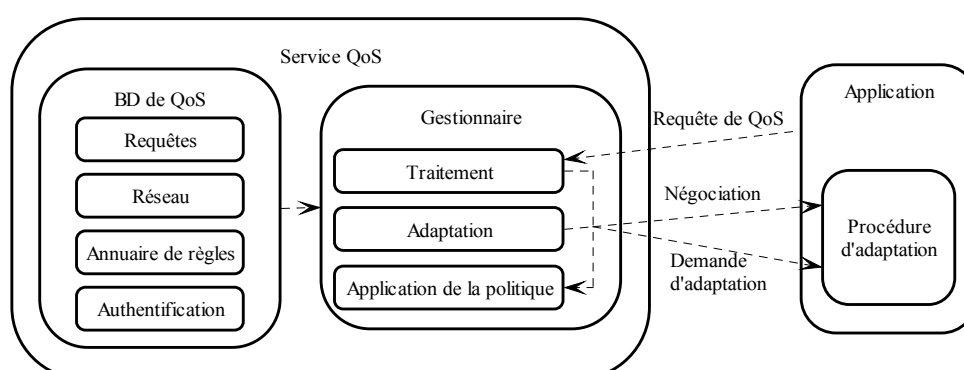 Service QoS
BD de QoS
Requêtes
Réseau
Annuaire de règles
Authentification
Gestionnaire
Traitement
Adaptation
Application de la politique
Requête de QoS
Négociation
Demande
d'adaptation
Application
Procédure
d'adaptation